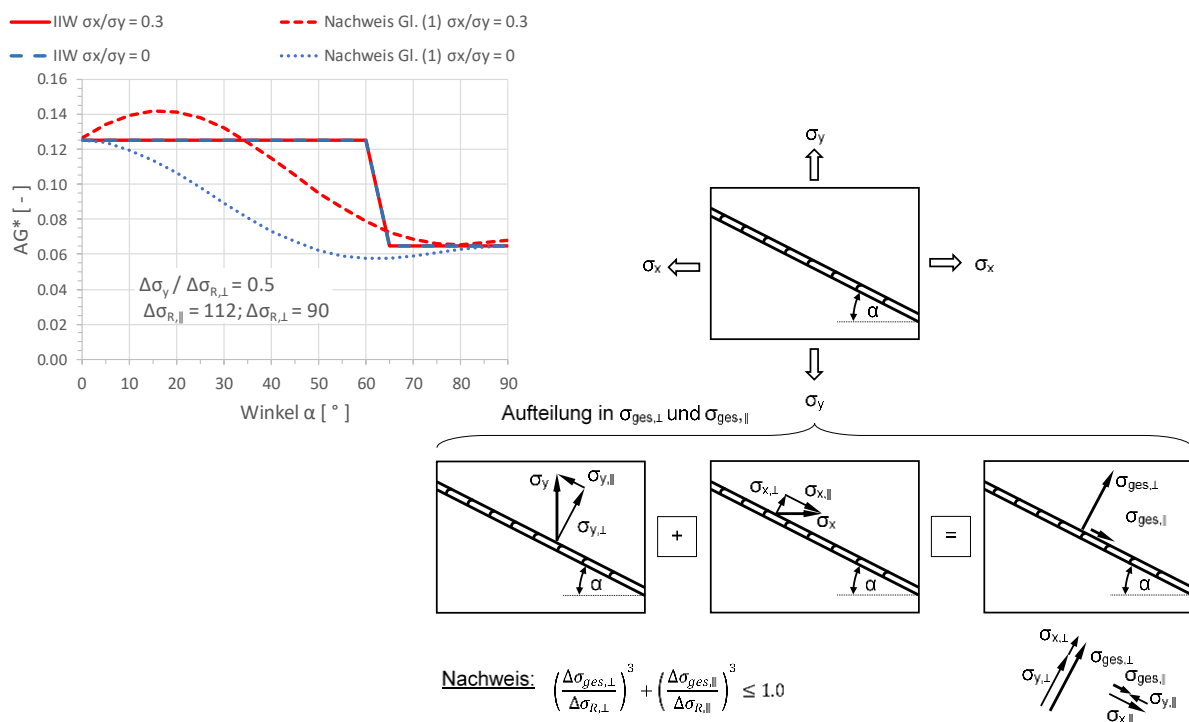 IIW σx/σy = 0.3
Nachweis Gl. (1) σx/σy = 0.3
IIW σx/σy = 0
Nachweis Gl. (1) σx/σy = 0
0.16
0.14
0.12
0.10
0.08
0.06
0.04
0.02
0.00
AG* [ - ]
Δσy / ΔσR,⊥ = 0.5
ΔσR,∥ = 112; ΔσR,⊥ = 90
0 10 20 30 40 50 60 70 80 90
Winkel α [ ° ]
σy
σx
σx
α
σy
Aufteilung in σges,⊥ und σges,∥
σy
σy,∥
σy,⊥
α
+
σx,⊥
σx,∥
σx
α
=
σges,⊥
σges,∥
α
σx,⊥
σy,⊥
σges,⊥
σges,∥
σy,∥
σx,∥
Nachweis: (Δσges,⊥ / ΔσR,⊥)³ + (Δσges,∥ / ΔσR,∥)³ ≤ 1.0